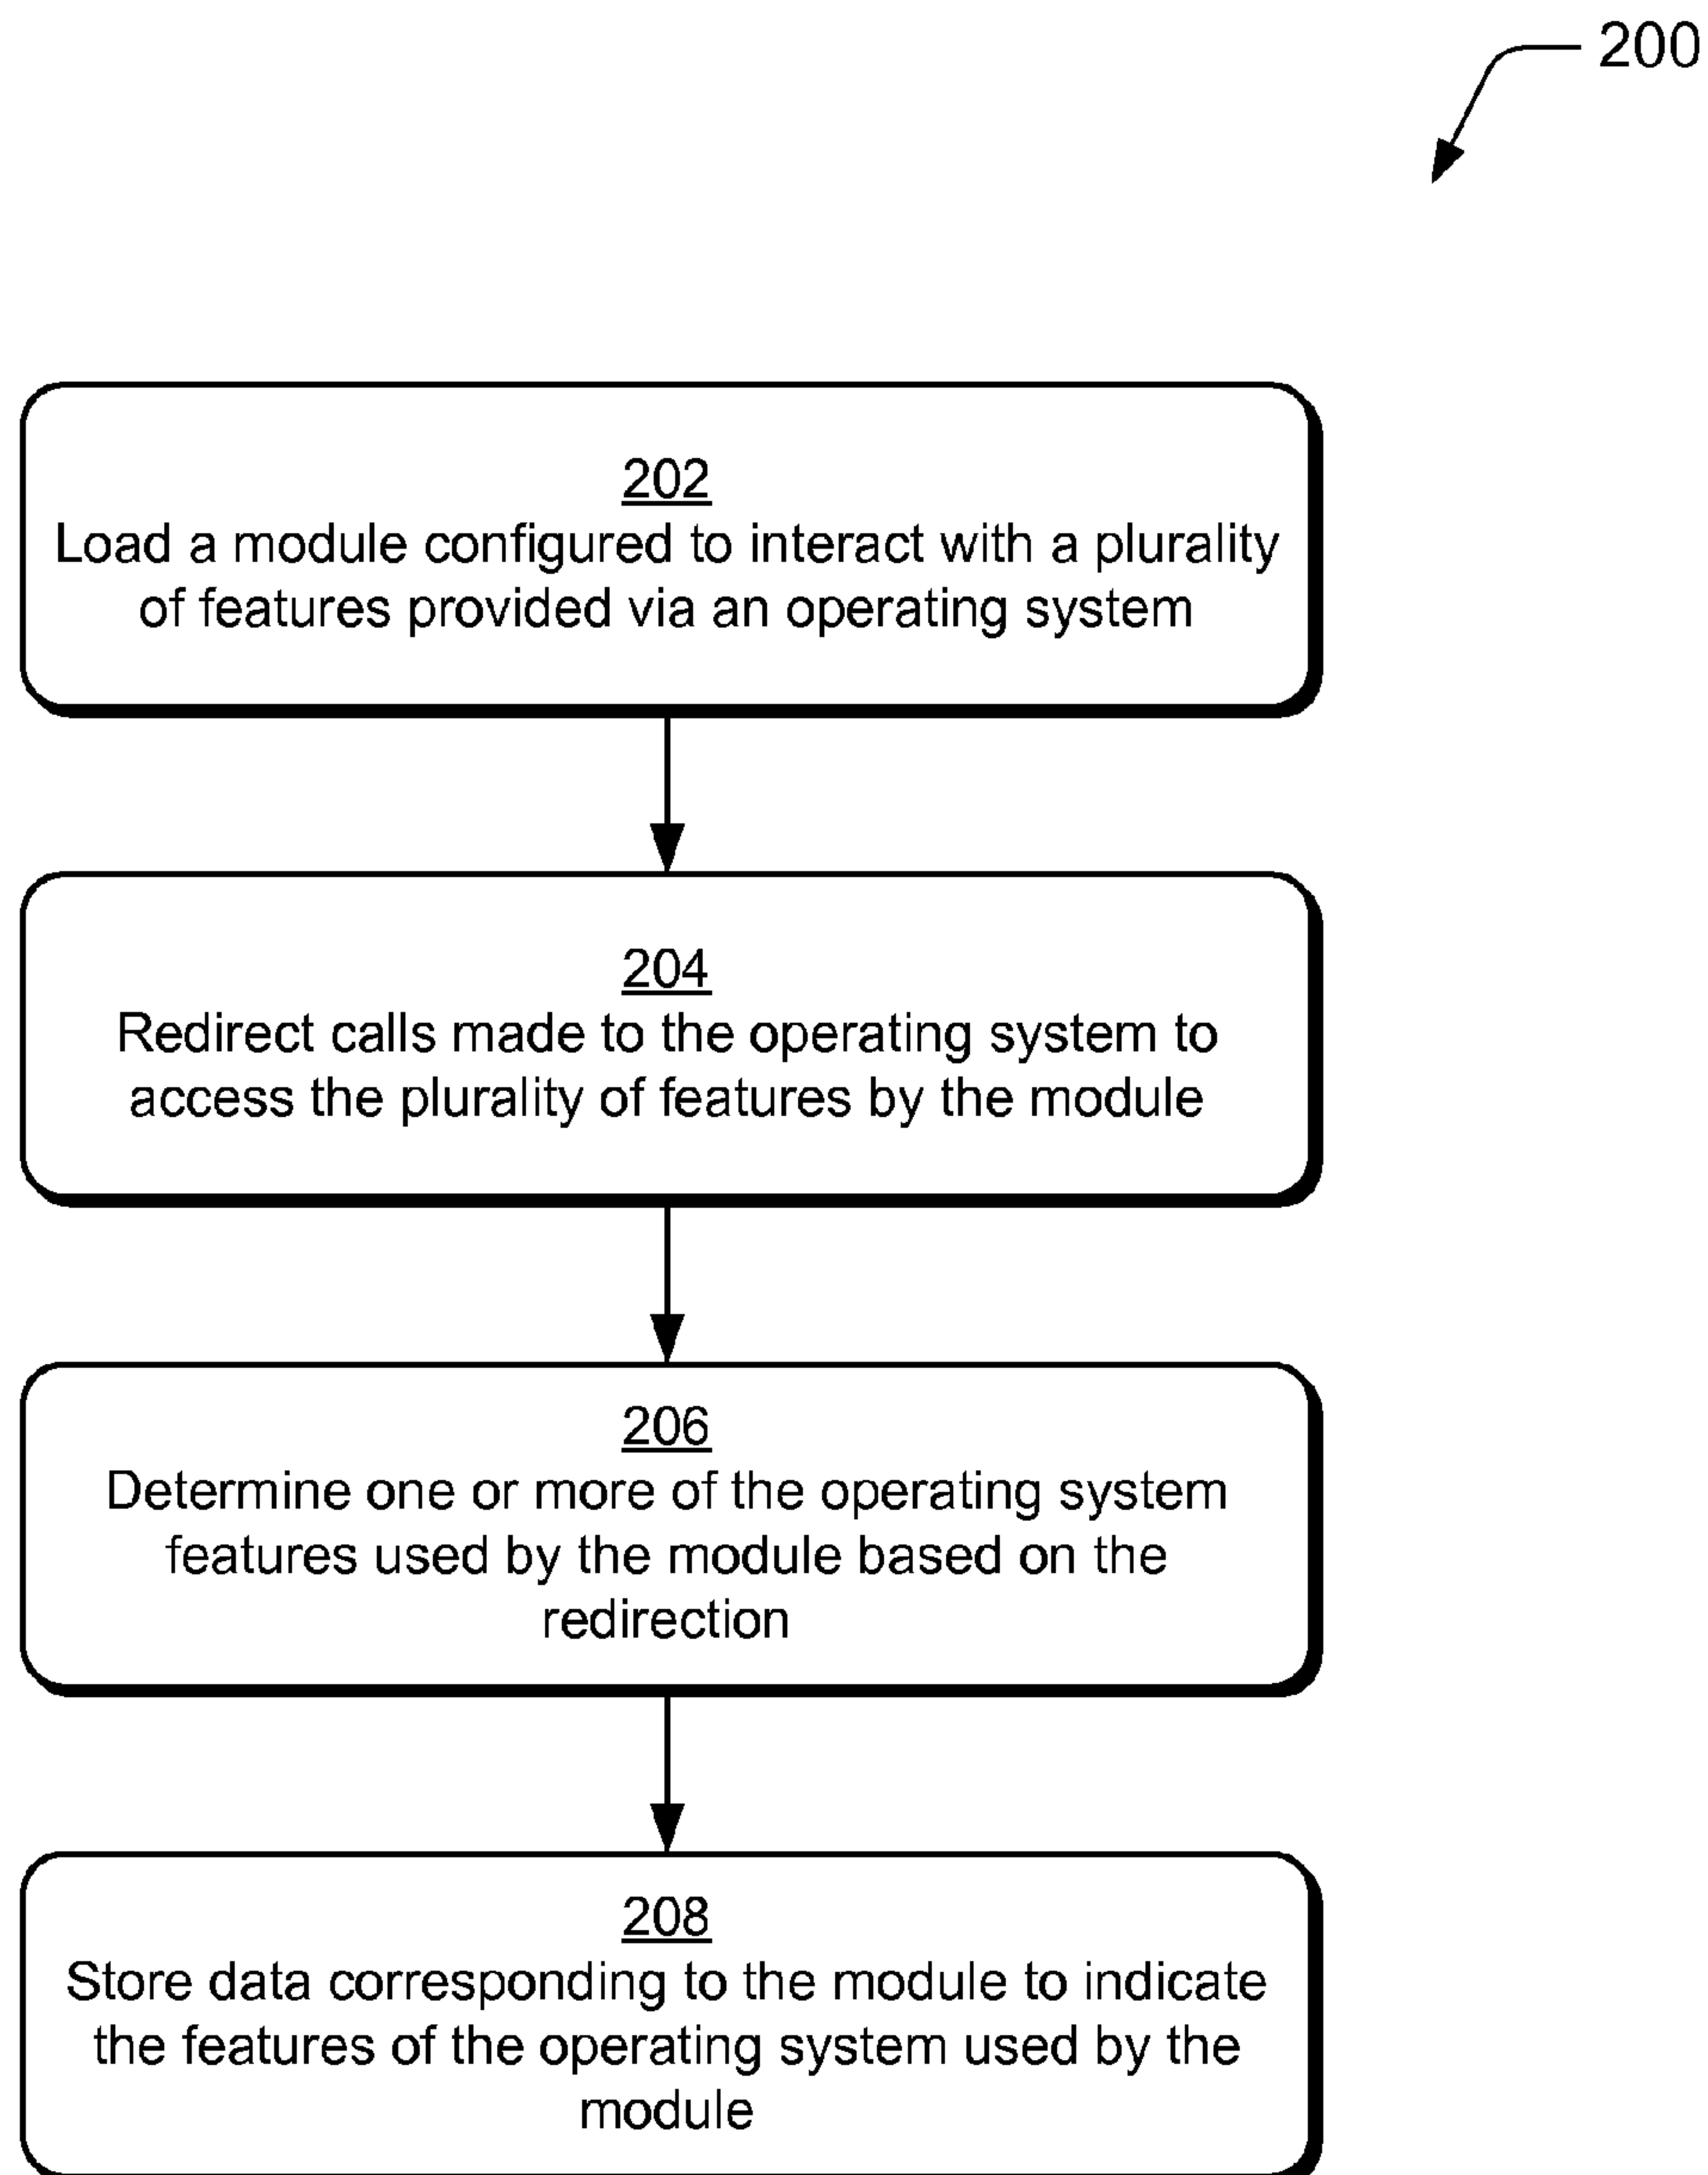 200
202
Load a module configured to interact with a plurality
of features provided via an operating system
204
Redirect calls made to the operating system to
access the plurality of features by the module
206
Determine one or more of the operating system
features used by the module based on the
redirection
208
Store data corresponding to the module to indicate
the features of the operating system used by the
module